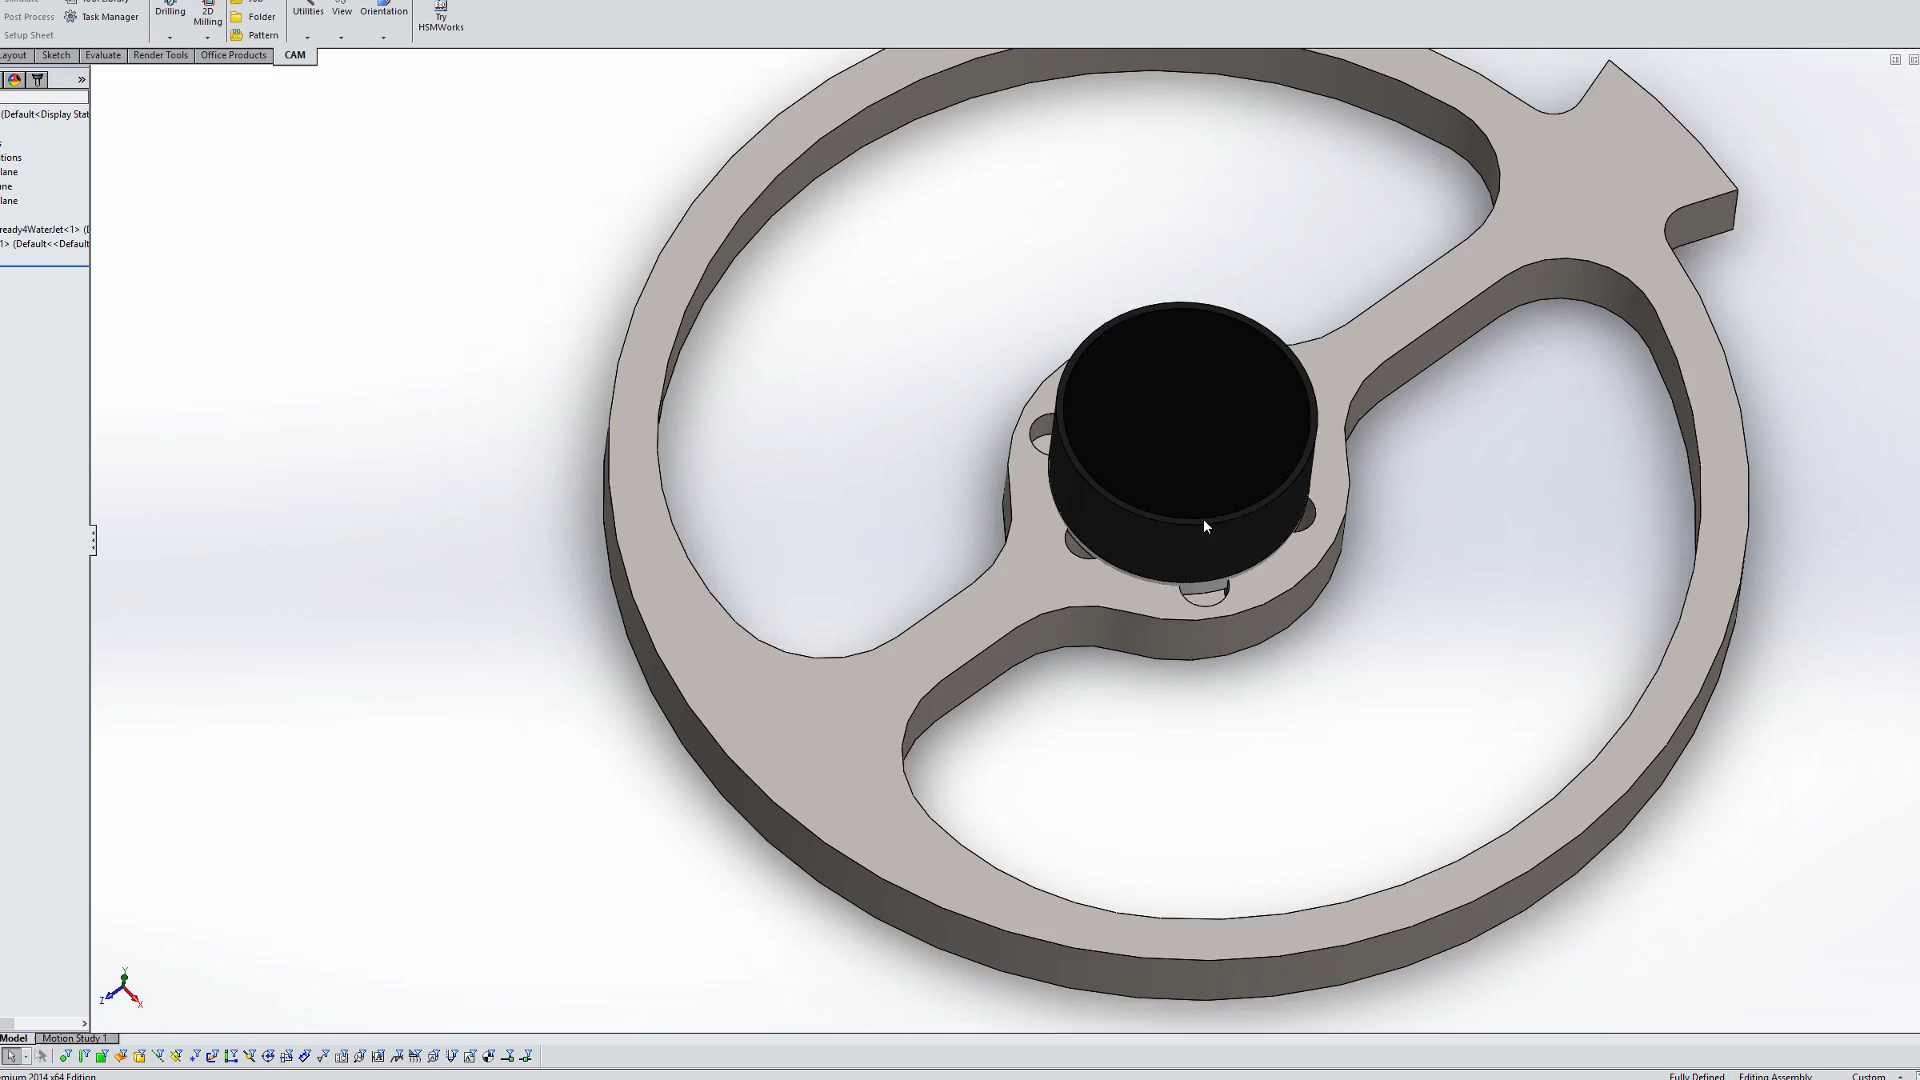 Post Process
Task Manager
Setup Sheet
Drilling
2D
Milling
Folder
Pattern
Utilities
View
Orientation
Try
HSMWorks
Layout
Sketch
Evaluate
Render Tools
Office Products
CAM
(Default<Display Stat
tions
lane
ne
lane
ready4WaterJet<1> (D
1> (Default<<Default
Y
Z
X
Model
Motion Study 1
emium 2014 x64 Edition
Fully Defined
Editing Assembly
Custom